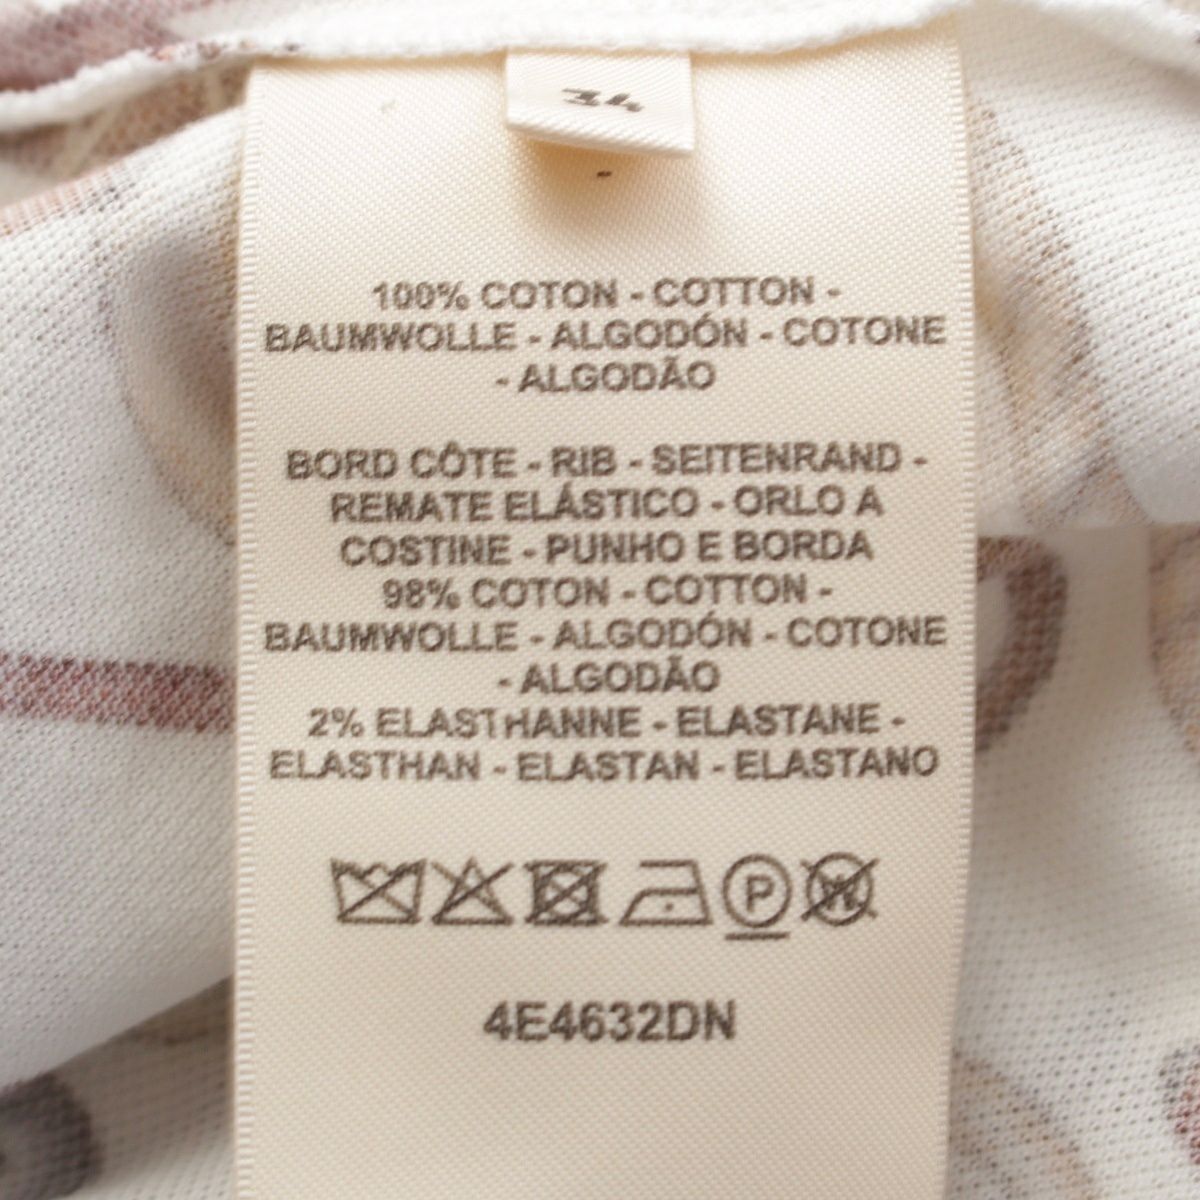 34
100% COTON - COTTON -
BAUMWOLLE - ALGODÓN - COTONE
- ALGODÃO
BORD CÔTE - RIB - SEITENRAND -
REMATE ELÁSTICO - ORLO A
COSTINE - PUNHO E BORDA
98% COTON - COTTON -
BAUMWOLLE - ALGODÓN - COTONE
- ALGODÃO
2% ELASTHANNE - ELASTANE -
ELASTHAN - ELASTAN - ELASTANO
P W
4E4632DN